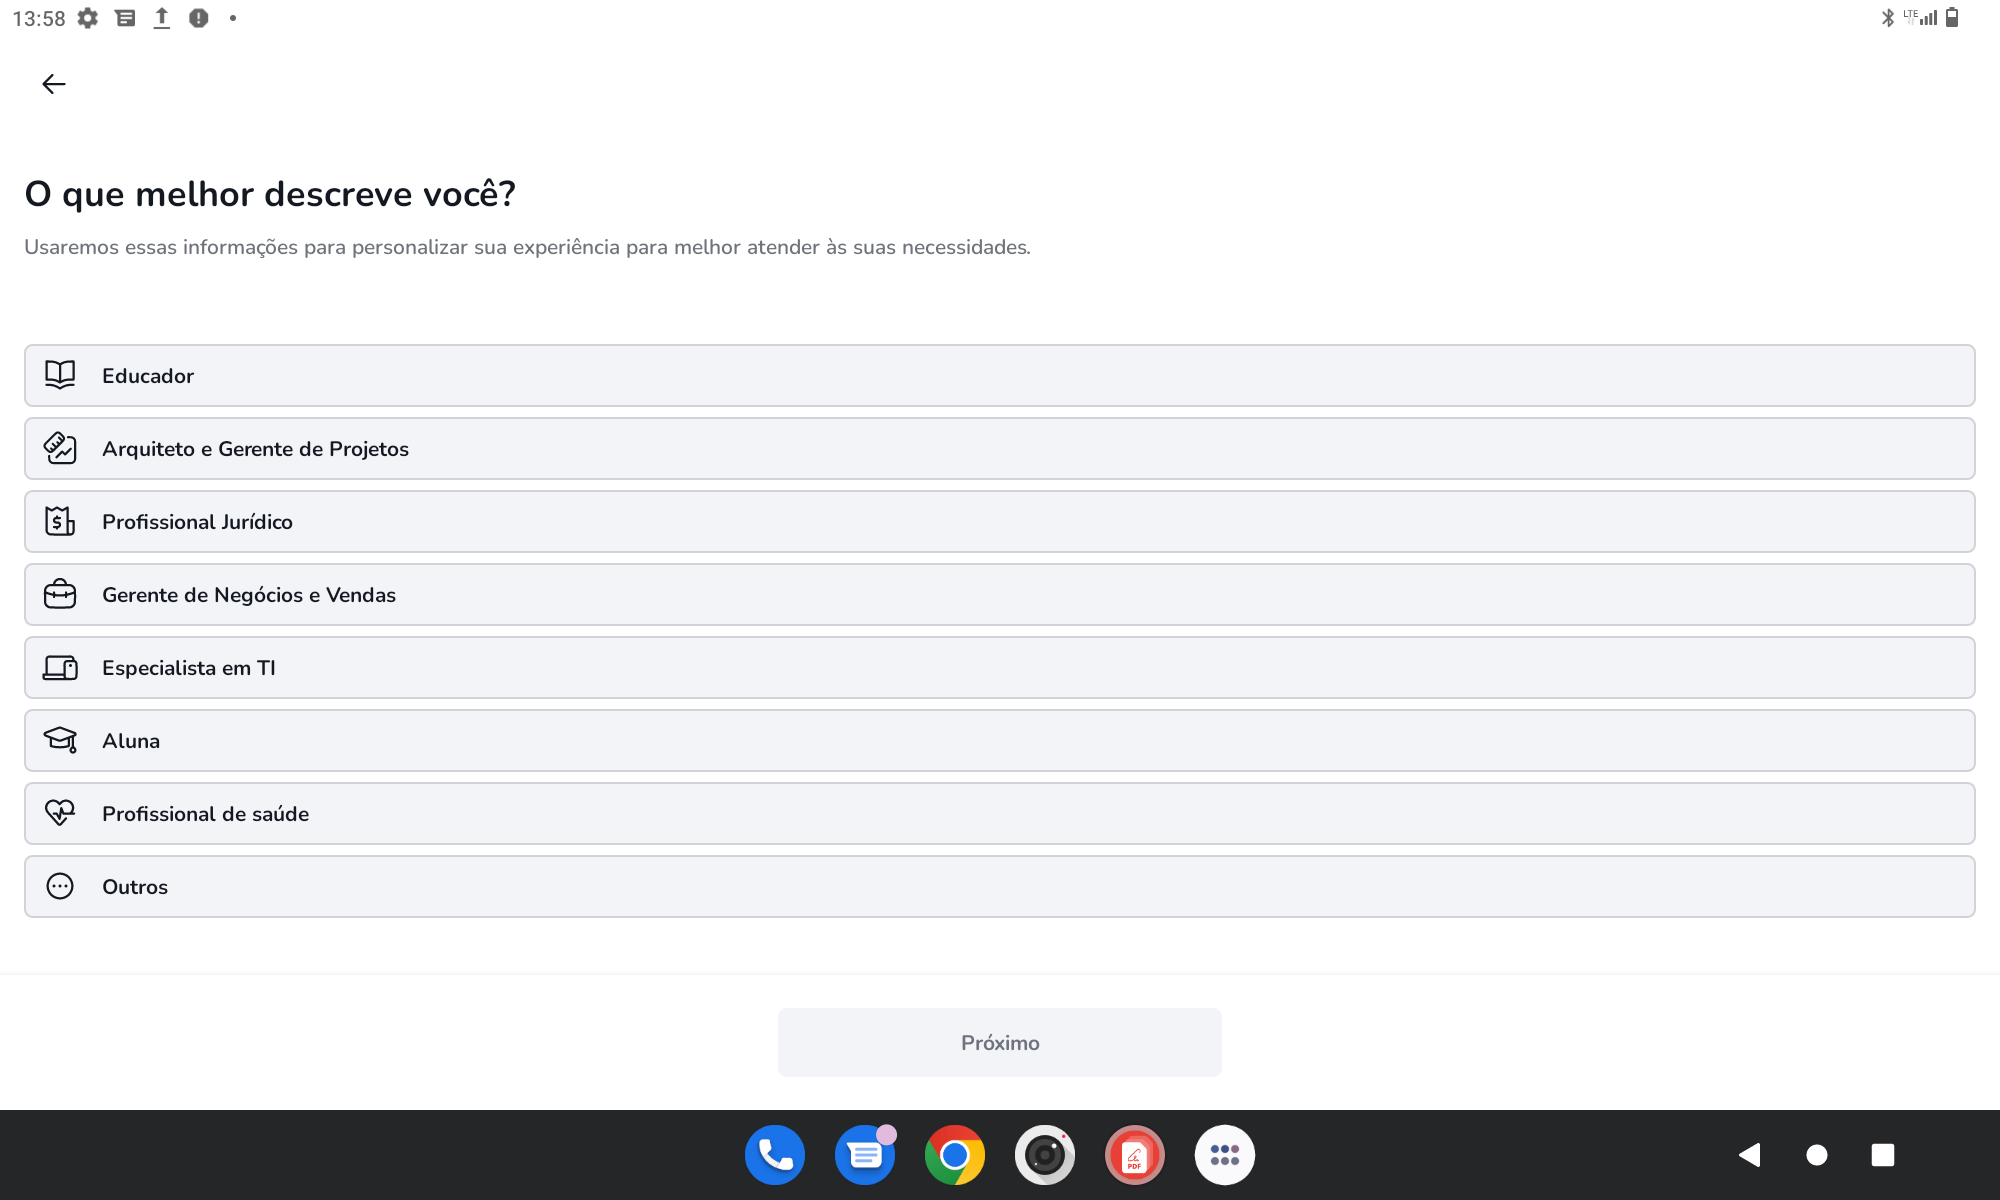 13:58
LTE
O que melhor descreve você?
Usaremos essas informações para personalizar sua experiência para melhor atender às suas necessidades.
Educador
Arquiteto e Gerente de Projetos
Profissional Jurídico
Gerente de Negócios e Vendas
Especialista em TI
Aluna
Profissional de saúde
Outros
Próximo
PDF